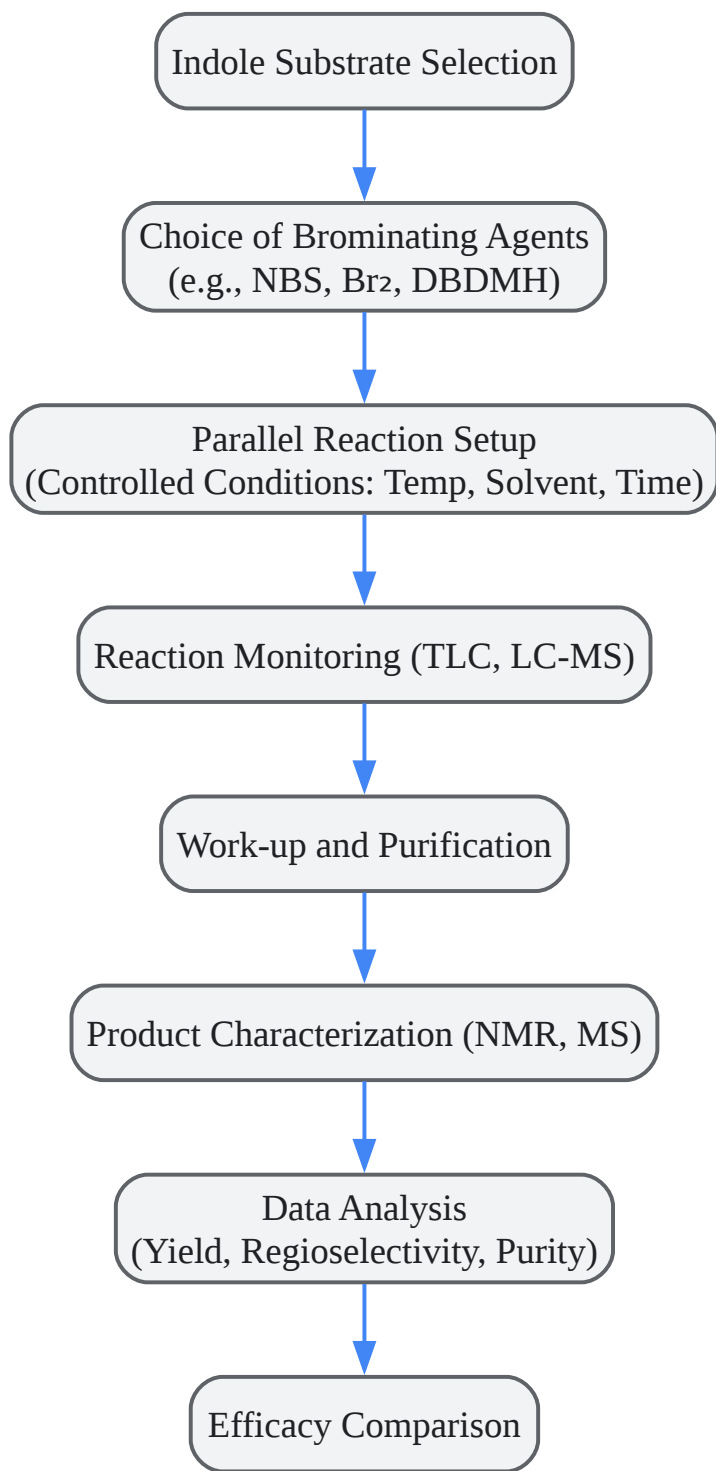 Indole Substrate Selection
Choice of Brominating Agents
(e.g., NBS, Br₂, DBDMH)
Parallel Reaction Setup
(Controlled Conditions: Temp, Solvent, Time)
Reaction Monitoring (TLC, LC-MS)
Work-up and Purification
Product Characterization (NMR, MS)
Data Analysis
(Yield, Regioselectivity, Purity)
Efficacy Comparison